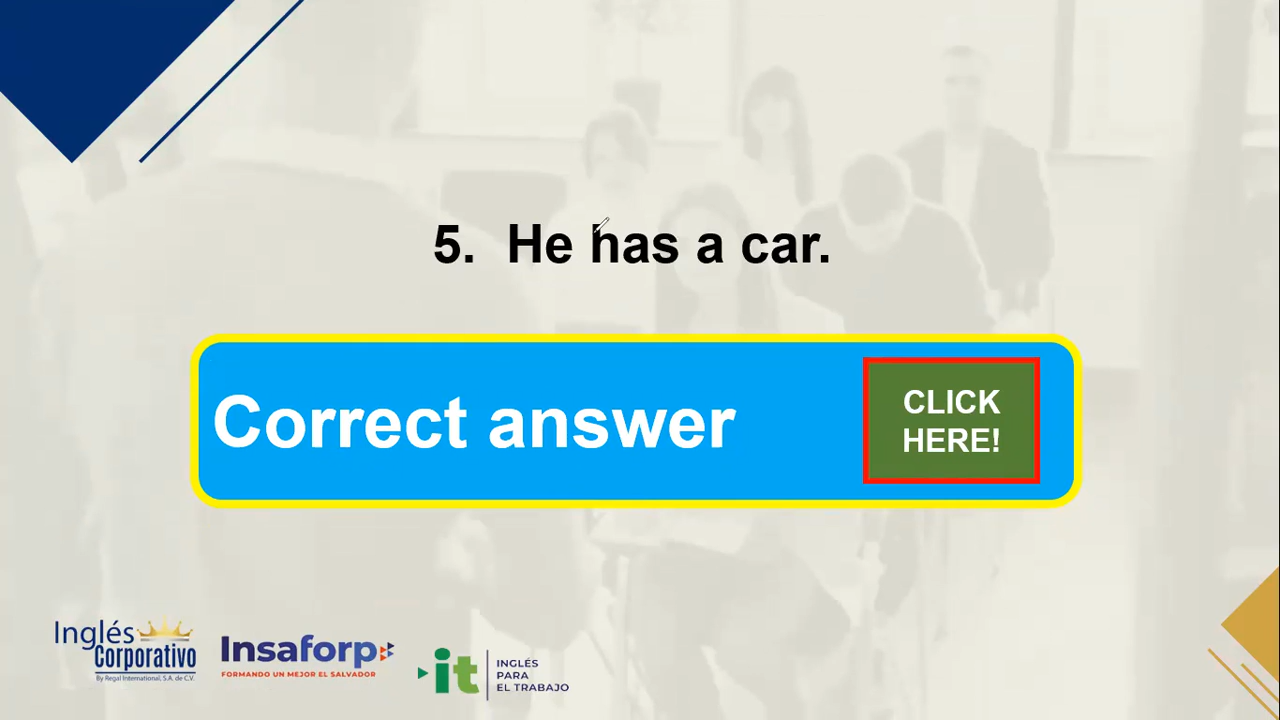 5. He has a car.
Correct answer
CLICK
HERE!
Inglés
Corporativo
By Regal International, S.A. de C.V.
Insaforp
FORMANDO UN MEJOR EL SALVADOR
it
INGLÉS
PARA
EL TRABAJO